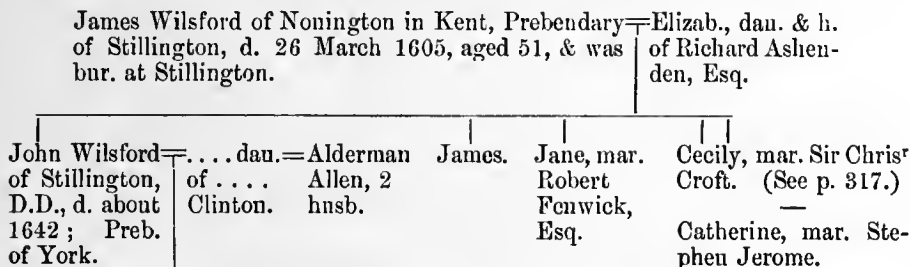 James Wilsford of Nonington in Kent, Prebendary=Elizab., dau. & h.
of Stillington, d. 26 March 1605, aged 51, & was of Richard Ashen-
bur. at Stillington. den, Esq.
John Wilsford=....dau.=Alderman James. Jane, mar. Cecily, mar. Sir Chrisʳ
of Stillington, of .... Allen, 2 Robert Croft. (See p. 317.)
D.D., d. about Clinton. husb. Fenwick, —
1642; Preb. Esq. Catherine, mar. Ste-
of York. phen Jerome.